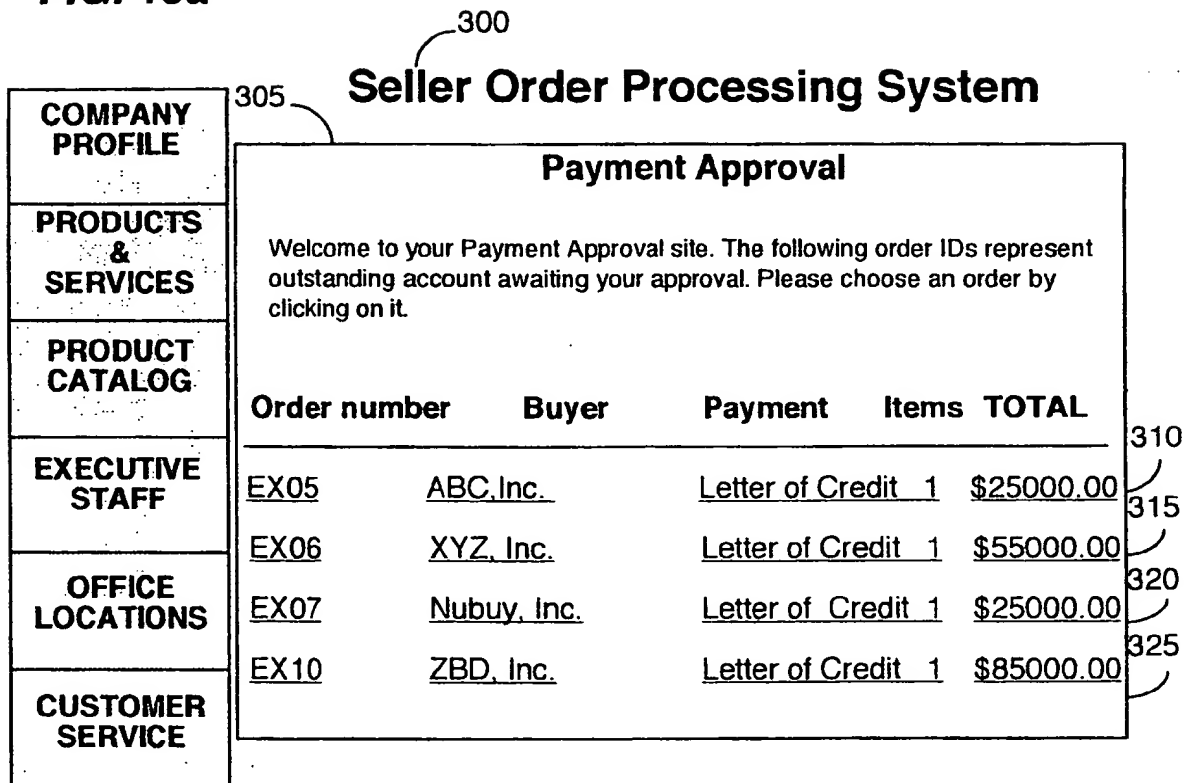 300
Seller Order Processing System
305
COMPANY
PROFILE
PRODUCTS
&
SERVICES
PRODUCT
CATALOG
EXECUTIVE
STAFF
OFFICE
LOCATIONS
CUSTOMER
SERVICE
Payment Approval
Welcome to your Payment Approval site. The following order IDs represent
outstanding account awaiting your approval. Please choose an order by
clicking on it.
Order number Buyer Payment Items TOTAL
EX05 ABC,Inc. Letter of Credit 1 $25000.00
310
EX06 XYZ, Inc. Letter of Credit 1 $55000.00
315
EX07 Nubuy, Inc. Letter of Credit 1 $25000.00
320
EX10 ZBD, Inc. Letter of Credit 1 $85000.00
325